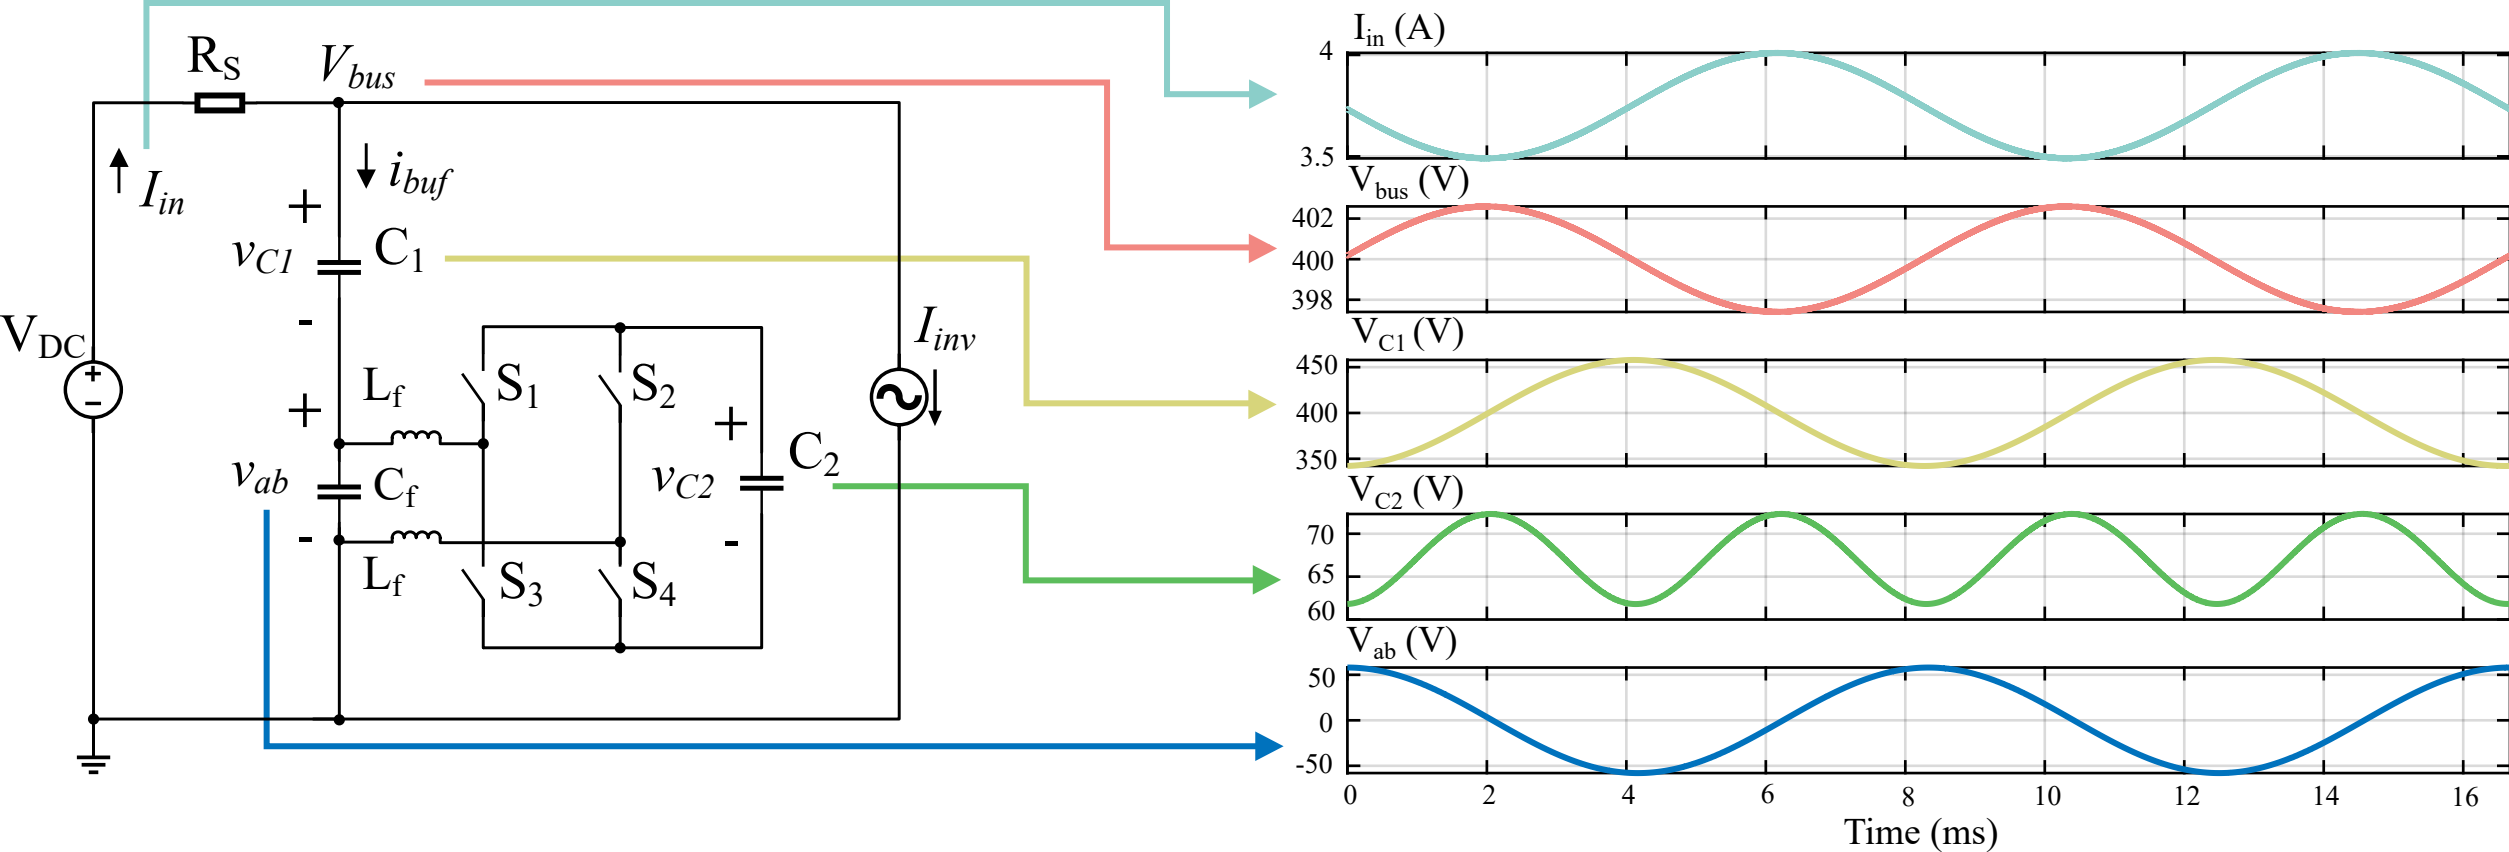 R_S
V_bus
I_in
i_buf
+
v_C1
C_1
-
V_DC
+
-
+
L_f
v_ab
C_f
-
L_f
S_1
S_2
S_3
S_4
+
v_C2
C_2
-
I_inv
I_in (A)
4
3.5
V_bus (V)
402
400
398
V_C1 (V)
450
400
350
V_C2 (V)
70
65
60
V_ab (V)
50
0
-50
0 2 4 6 8 10 12 14 16
Time (ms)